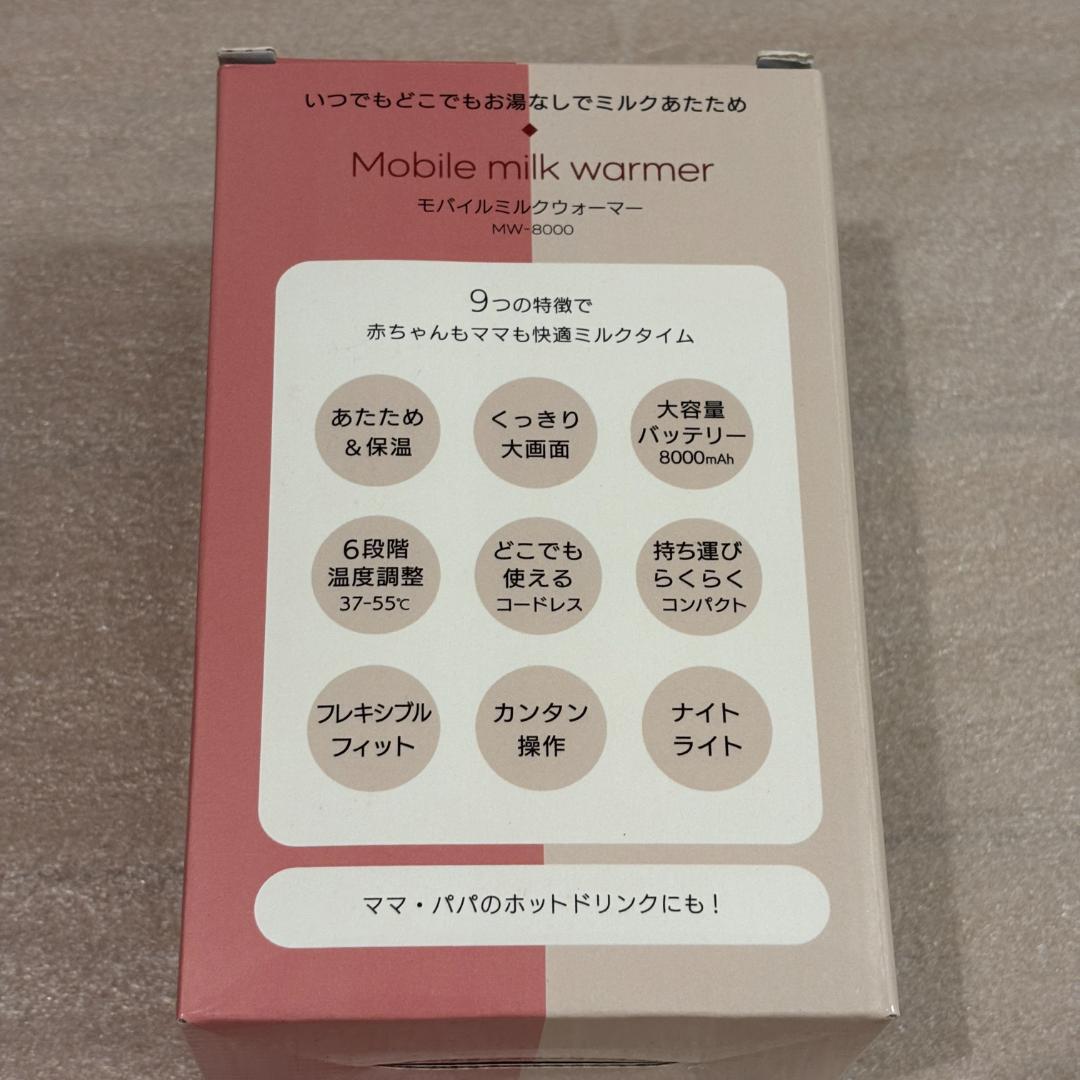 いつでもどこでもお湯なしでミルクあたため
Mobile milk warmer
モバイルミルクウォーマー
MW-8000
9つの特徴で
赤ちゃんもママも快適ミルクタイム
あたため
&保温
くっきり
大画面
大容量
バッテリー
8000mAh
6段階
温度調整
37-55℃
どこでも
使える
コードレス
持ち運び
らくらく
コンパクト
フレキシブル
フィット
カンタン
操作
ナイト
ライト
ママ・パパのホットドリンクにも!